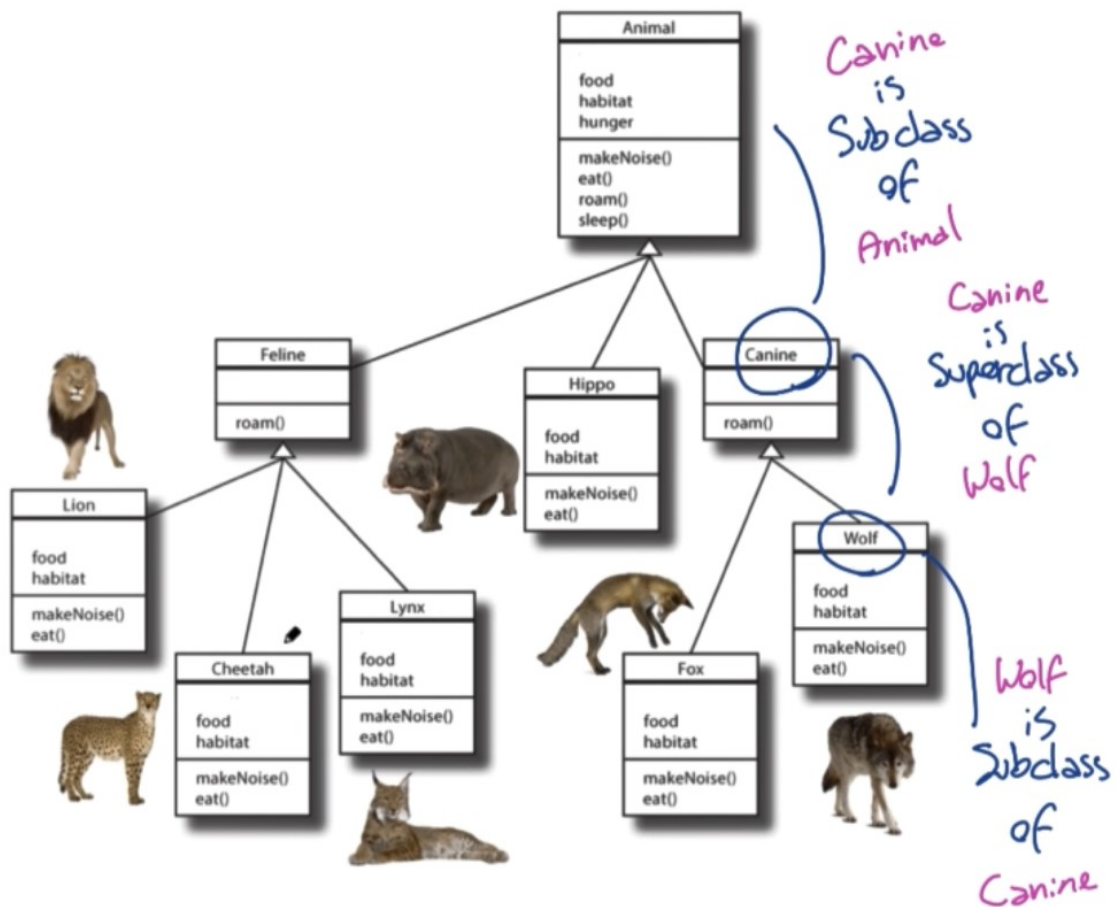 Animal
food
habitat
hunger
makeNoise()
eat()
roam()
sleep()
Canine
is
Subclass
of
Animal
Feline
roam()
Hippo
food
habitat
makeNoise()
eat()
Canine
roam()
Canine
is
Superclass
of
Wolf
Lion
food
habitat
makeNoise()
eat()
Cheetah
food
habitat
makeNoise()
eat()
Lynx
food
habitat
makeNoise()
eat()
Fox
food
habitat
makeNoise()
eat()
Wolf
food
habitat
makeNoise()
eat()
Wolf
is
Subclass
of
Canine